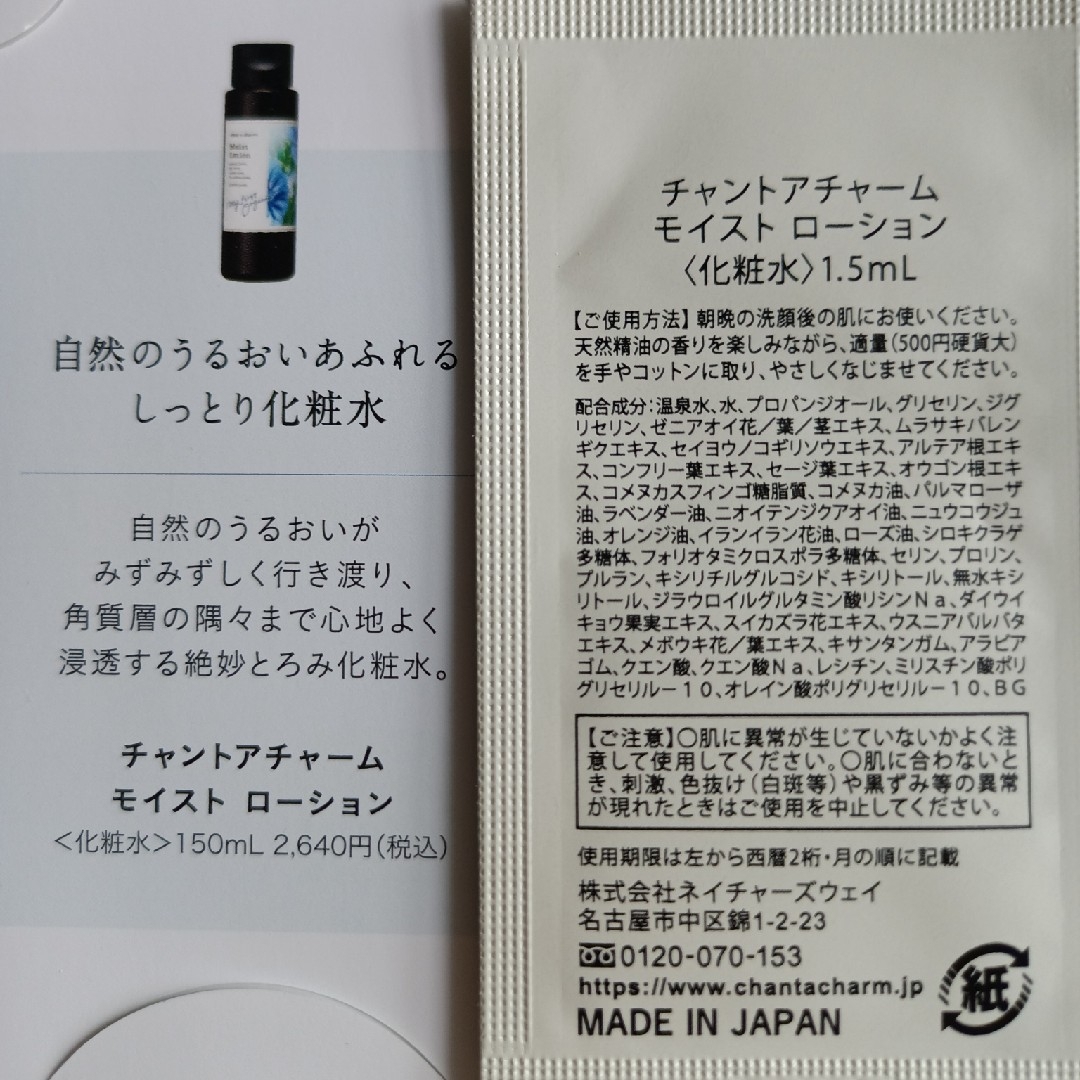 自然のうるおいあふれる
しっとり化粧水
自然のうるおいが
みずみずしく行き渡り、
角質層の隅々まで心地よく
浸透する絶妙とろみ化粧水。
チャントアチャーム
モイスト ローション
<化粧水>150mL 2,640円(税込)
チャントアチャーム
モイスト ローション
〈化粧水〉1.5mL
【ご使用方法】朝晩の洗顔後の肌にお使いください。
天然精油の香りを楽しみながら、適量(500円硬貨大)
を手やコットンに取り、やさしくなじませてください。
配合成分:温泉水、水、プロパンジオール、グリセリン、ジグ
リセリン、ゼニアオイ花/葉/茎エキス、ムラサキバレン
ギクエキス、セイヨウノコギリソウエキス、アルテア根エキ
ス、コンフリー葉エキス、セージ葉エキス、オウゴン根エキ
ス、コメヌカスフィンゴ糖脂質、コメヌカ油、パルマローザ
油、ラベンダー油、ニオイテンジクアオイ油、ニュウコウジュ
油、オレンジ油、イランイラン花油、ローズ油、シロキクラゲ
多糖体、フォリオタミクロスポラ多糖体、セリン、プロリン、
プルラン、キシリチルグルコシド、キシリトール、無水キシ
リトール、ジラウロイルグルタミン酸リシンNa、ダイウイ
キョウ果実エキス、スイカズラ花エキス、ウスニアバルバタ
エキス、メボウキ花/葉エキス、キサンタンガム、アラビア
ゴム、クエン酸、クエン酸Na、レシチン、ミリスチン酸ポリ
グリセリル-10、オレイン酸ポリグリセリル-10、BG
【ご注意】〇肌に異常が生じていないかよく注
意して使用してください。〇肌に合わないと
き、刺激、色抜け(白斑等)や黒ずみ等の異常
が現れたときはご使用を中止してください。
使用期限は左から西暦2桁・月の順に記載
株式会社ネイチャーズウェイ
名古屋市中区錦1-2-23
0120-070-153
https://www.chantacharm.jp
MADE IN JAPAN
紙